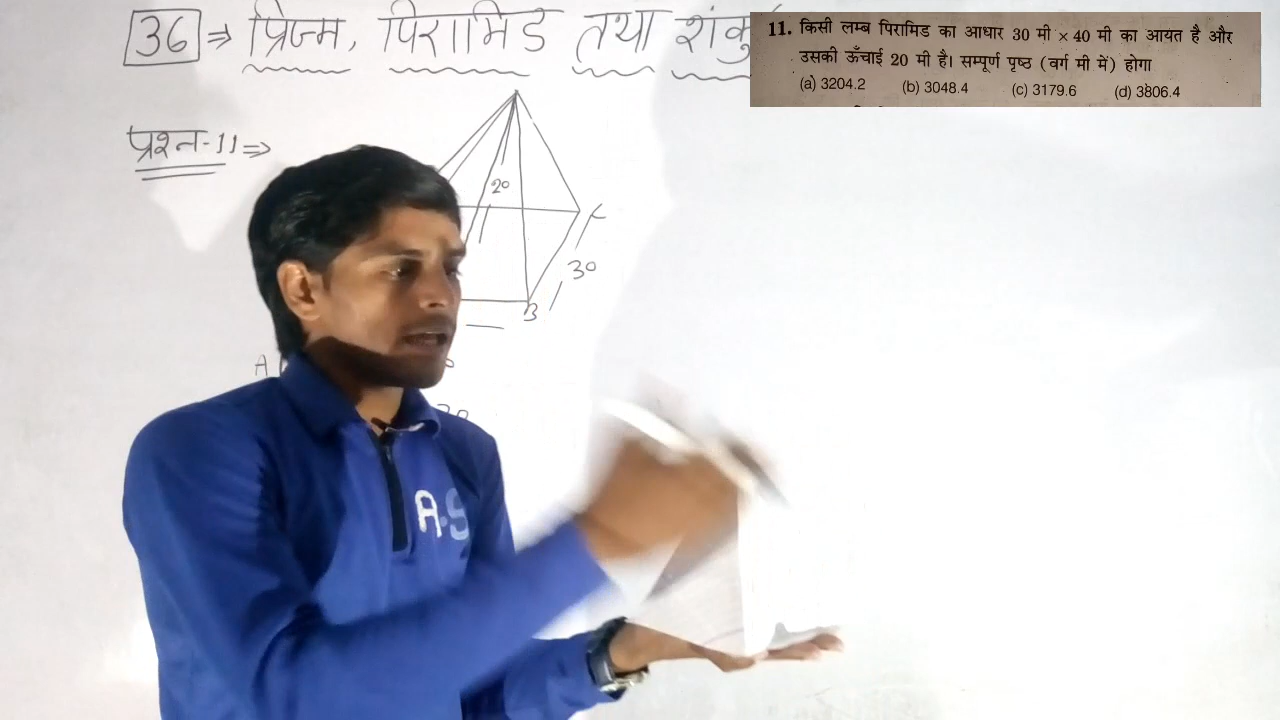 36 ⇒ प्रिज्म, पिरामिड तथा शंकु
11. किसी लम्ब पिरामिड का आधार 30 मी × 40 मी का आयत है और
उसकी ऊँचाई 20 मी है। सम्पूर्ण पृष्ठ (वर्ग मी में) होगा
(a) 3204.2 (b) 3048.4 (c) 3179.6 (d) 3806.4
प्रश्न-11 ⇒
20
30
B
A
A.S